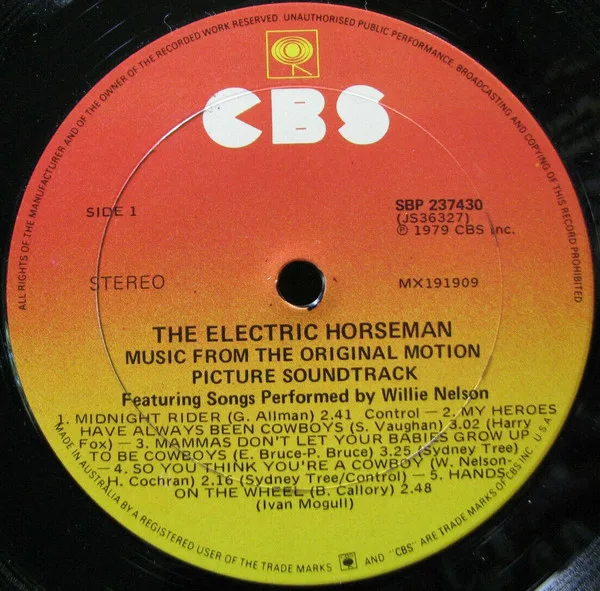 ALL RIGHTS OF THE MANUFACTURER AND OF THE OWNER OF THE RECORDED WORK RESERVED. UNAUTHORISED PUBLIC PERFORMANCE, BROADCASTING AND COPYING OF THIS RECORD PROHIBITED
CBS
SIDE 1
SBP 237430
(JS36327)
℗ 1979 CBS Inc.
STEREO
MX191909
THE ELECTRIC HORSEMAN
MUSIC FROM THE ORIGINAL MOTION
PICTURE SOUNDTRACK
Featuring Songs Performed by Willie Nelson
1. MIDNIGHT RIDER (G. Allman) 2.41 Control — 2. MY HEROES
HAVE ALWAYS BEEN COWBOYS (S. Vaughan) 3.02 (Harry
Fox) — 3. MAMMAS DON'T LET YOUR BABIES GROW UP
TO BE COWBOYS (E. Bruce-P. Bruce) 3.25 (Sydney Tree)
— 4. SO YOU THINK YOU'RE A COWBOY (W. Nelson-
H. Cochran) 2.16 (Sydney Tree/Control) — 5. HANDS
ON THE WHEEL (B. Callory) 2.48
(Ivan Mogull)
MADE IN AUSTRALIA BY A REGISTERED USER OF THE TRADE MARKS AND "CBS" ARE TRADE MARKS OF CBS INC. U.S.A.